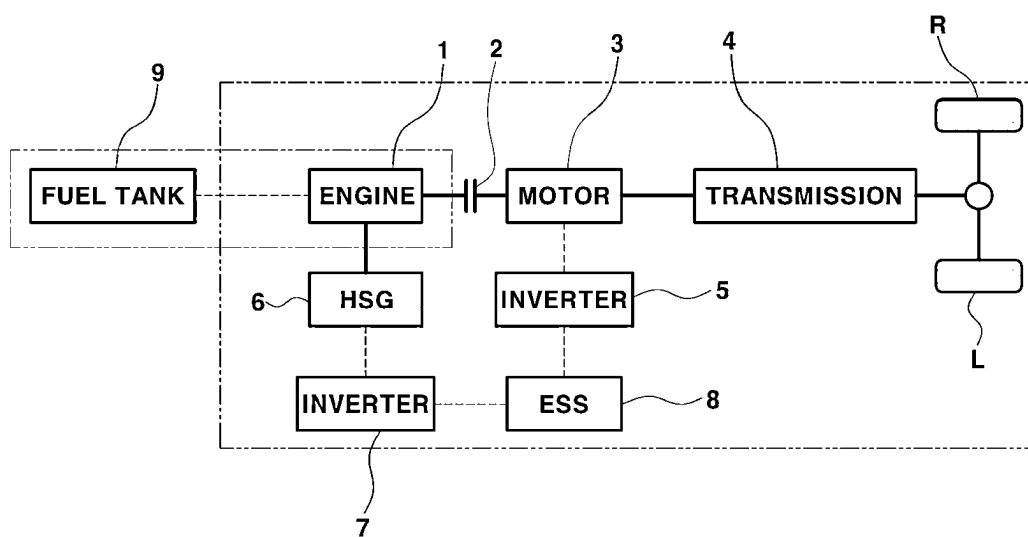 R
1
2
3
4
9
FUEL TANK
ENGINE
MOTOR
TRANSMISSION
6
HSG
INVERTER
5
L
INVERTER
ESS
8
7